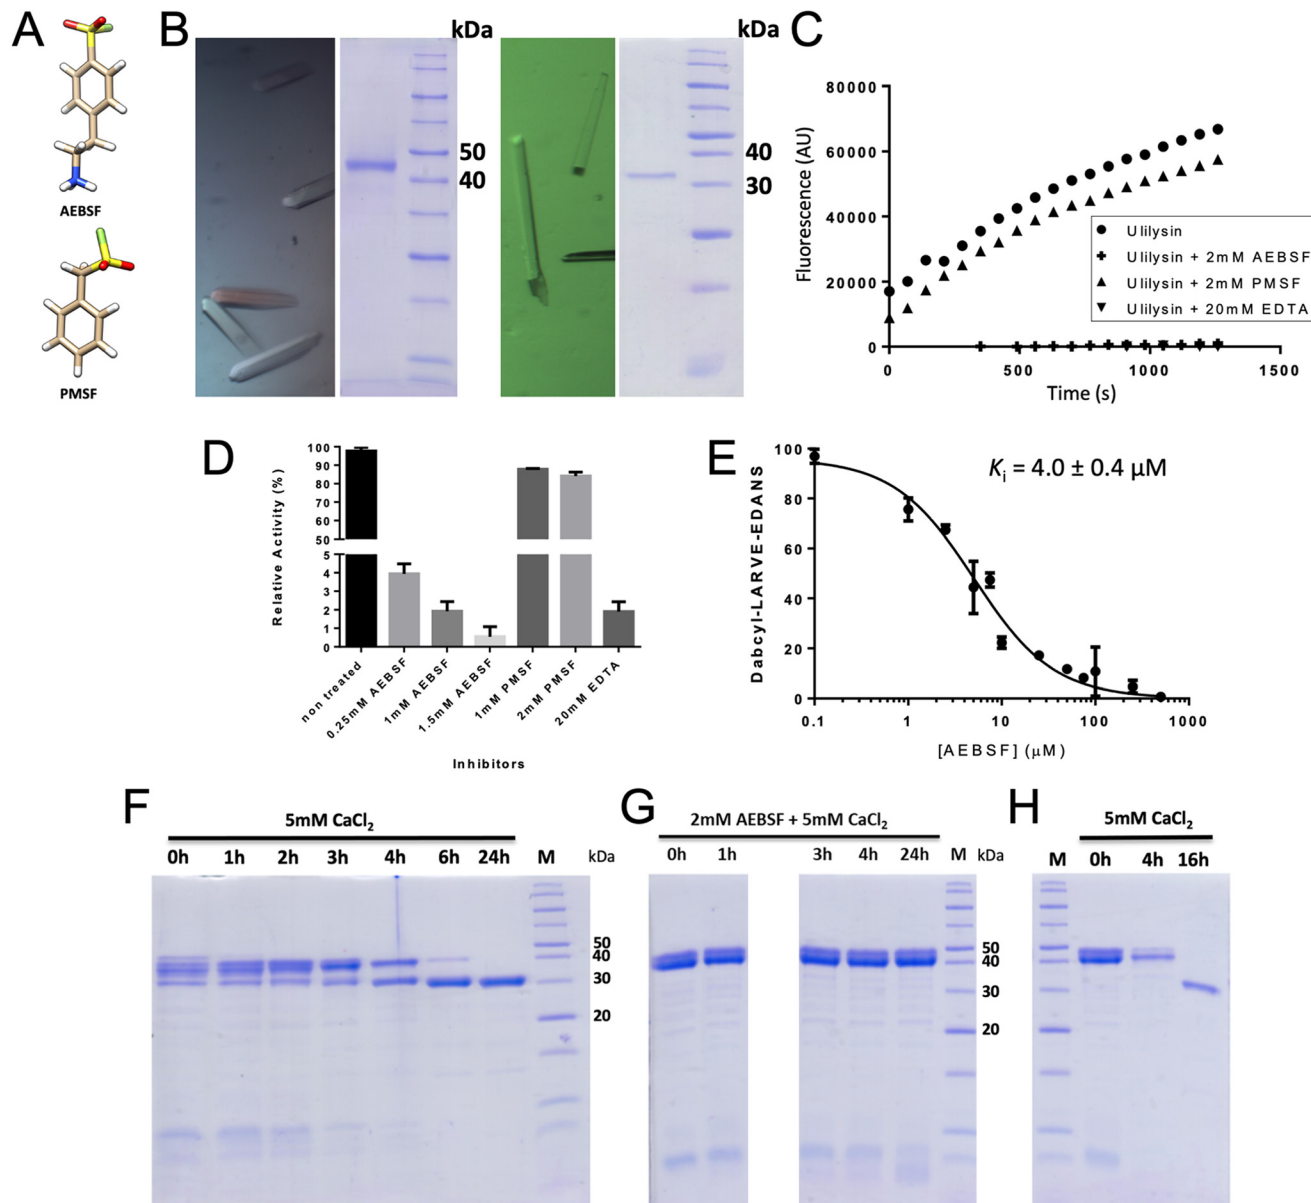 A
AEBSF
PMSF
B
kDa
50
40
kDa
40
30
C
Fluorescence (AU)
80000
60000
40000
20000
0
0
500
1000
1500
Time (s)
Ulilysin
Ulilysin + 2mM AEBSF
Ulilysin + 2mM PMSF
Ulilysin + 20mM EDTA
D
Relative Activity (%)
100
90
80
70
60
50
5
4
3
2
1
0
non treated
0.25mM AEBSF
1mM AEBSF
1.5mM AEBSF
1mM PMSF
2mM PMSF
20mM EDTA
Inhibitors
E
Dabcyl-LARVE-EDANS
Ki = 4.0 ± 0.4 μM
100
80
60
40
20
0
0.1
1
10
100
1000
[AEBSF] (μM)
F
5mM CaCl₂
0h 1h 2h 3h 4h 6h 24h M kDa
50
40
30
20
G
2mM AEBSF + 5mM CaCl₂
0h 1h 3h 4h 24h M kDa
50
40
30
20
H
5mM CaCl₂
M 0h 4h 16h